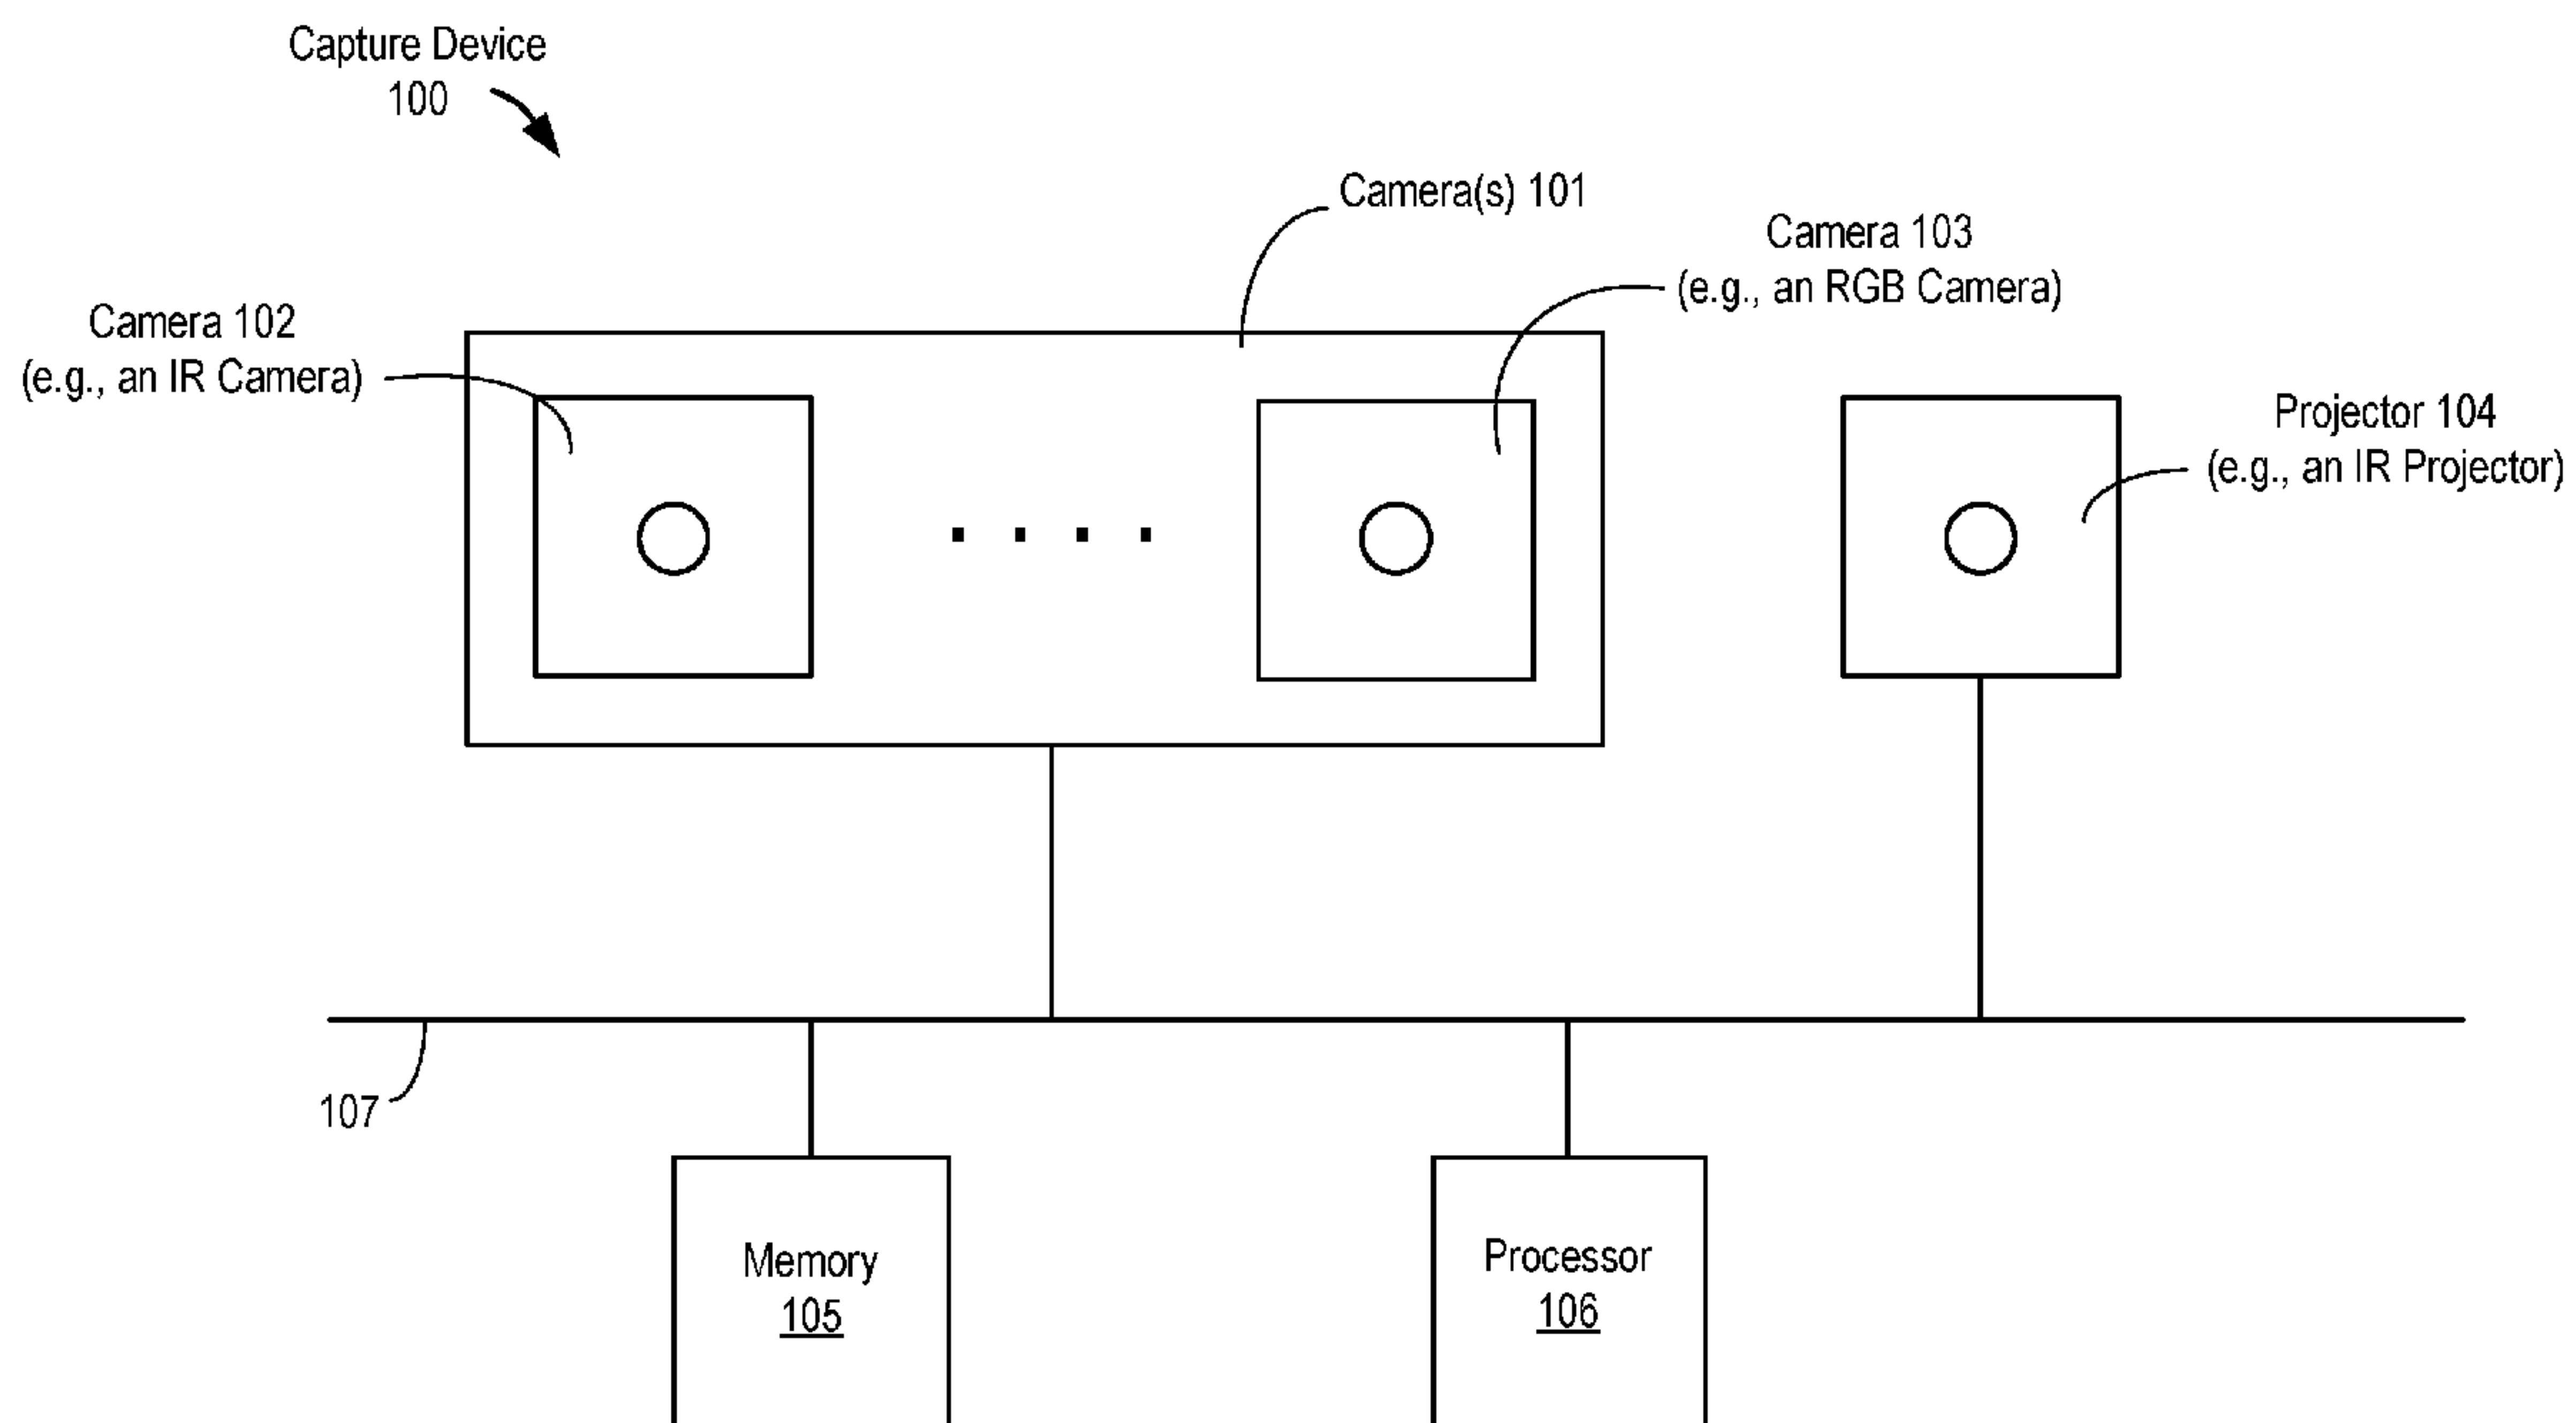 Capture Device
100
Camera(s) 101
Camera 103
(e.g., an RGB Camera)
Camera 102
(e.g., an IR Camera)
Projector 104
(e.g., an IR Projector)
107
Memory
105
Processor
106